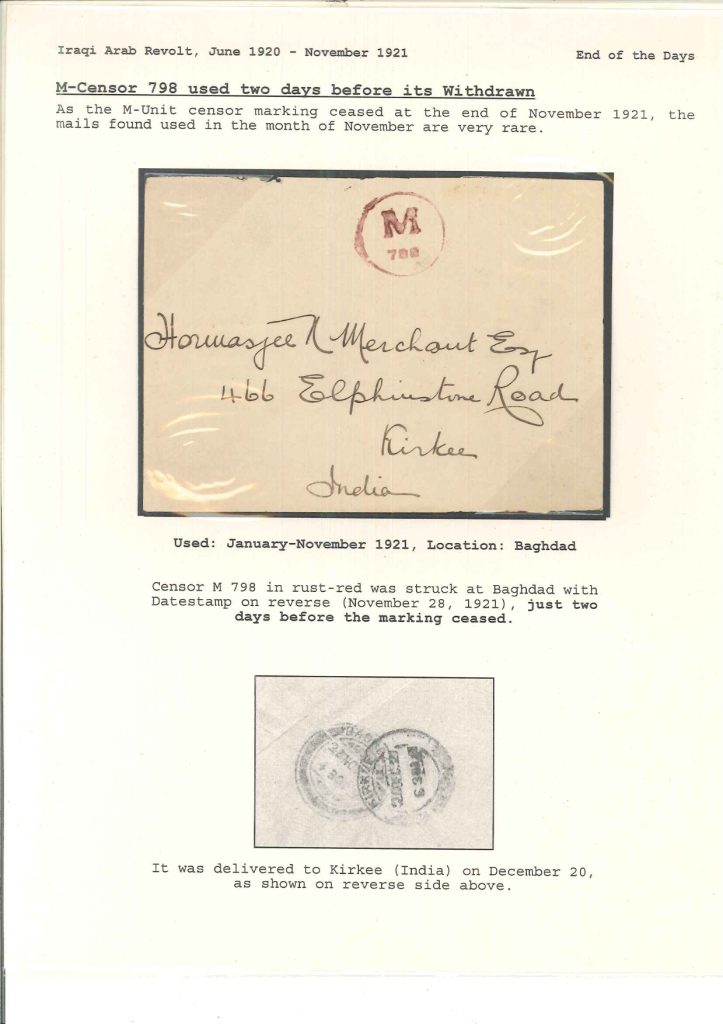 Iraqi Arab Revolt, June 1920 - November 1921
End of the Days
M-Censor 798 used two days before its Withdrawn
As the M-Unit censor marking ceased at the end of November 1921, the
mails found used in the month of November are very rare.
M
798
Hormasjee N Merchant Esq
466 Elphinstone Road
Kirkee
India
Used: January-November 1921, Location: Baghdad
Censor M 798 in rust-red was struck at Baghdad with
Datestamp on reverse (November 28, 1921), just two
days before the marking ceased.
KIRKEE
It was delivered to Kirkee (India) on December 20,
as shown on reverse side above.